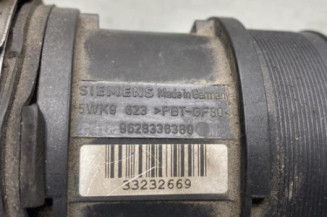 SIEMENS Made in Germany
5WK9 623 >PBT-GF30<
9628336380
33232669